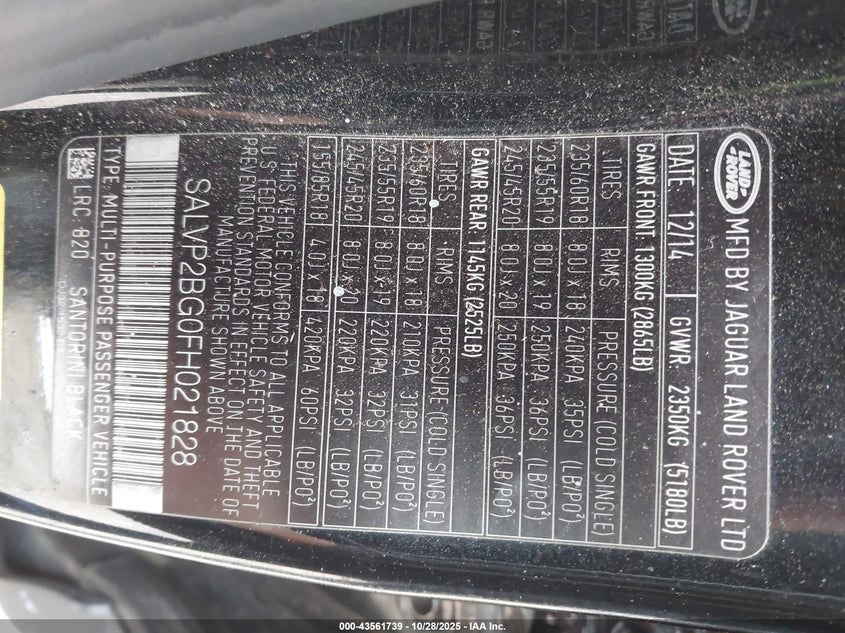 LAND-ROVER
MFD BY JAGUAR LAND ROVER LTD
DATE 12/14 GVWR: 2350KG (5180LB)
GAWR FRONT: 1300KG (2865LB)
TIRES RIMS PRESSURE (COLD SINGLE)
235/60R18 8.0J x 18 240KPA 35PSI (LB/PO²)
235/55R19 8.0J x 19 250KPA 36PSI (LB/PO²)
245/45R20 8.0J x 20 250KPA 36PSI (LB/PO²)
GAWR REAR: 1145KG (2525LB)
TIRES RIMS PRESSURE (COLD SINGLE)
235/60R18 8.0J x 18 210KPA 31PSI (LB/PO²)
235/55R19 8.0J x 19 220KPA 32PSI (LB/PO²)
245/45R20 8.0J x 20 220KPA 32PSI (LB/PO²)
155/85R18 4.0J x 18 420KPA 60PSI (LB/PO²)
THIS VEHICLE CONFORMS TO ALL APPLICABLE
U.S. FEDERAL MOTOR VEHICLE SAFETY AND THEFT
PREVENTION STANDARDS IN EFFECT ON THE DATE OF
MANUFACTURE SHOWN ABOVE
SALVP2BG0FH021828
TYPE: MULTI-PURPOSE PASSENGER VEHICLE
LRC 820 SANTORINI BLACK
000-43561739 - 10/28/2025 - IAA Inc.